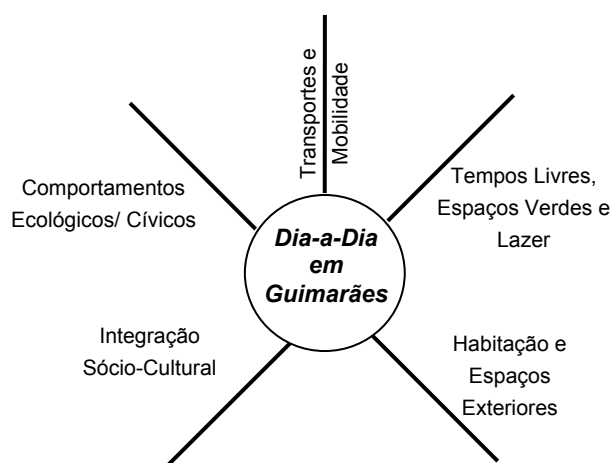 Transportes e
Mobilidade
Comportamentos
Ecológicos/ Cívicos
Tempos Livres,
Espaços Verdes e
Lazer
Dia-a-Dia
em
Guimarães
Integração
Sócio-Cultural
Habitação e
Espaços
Exteriores